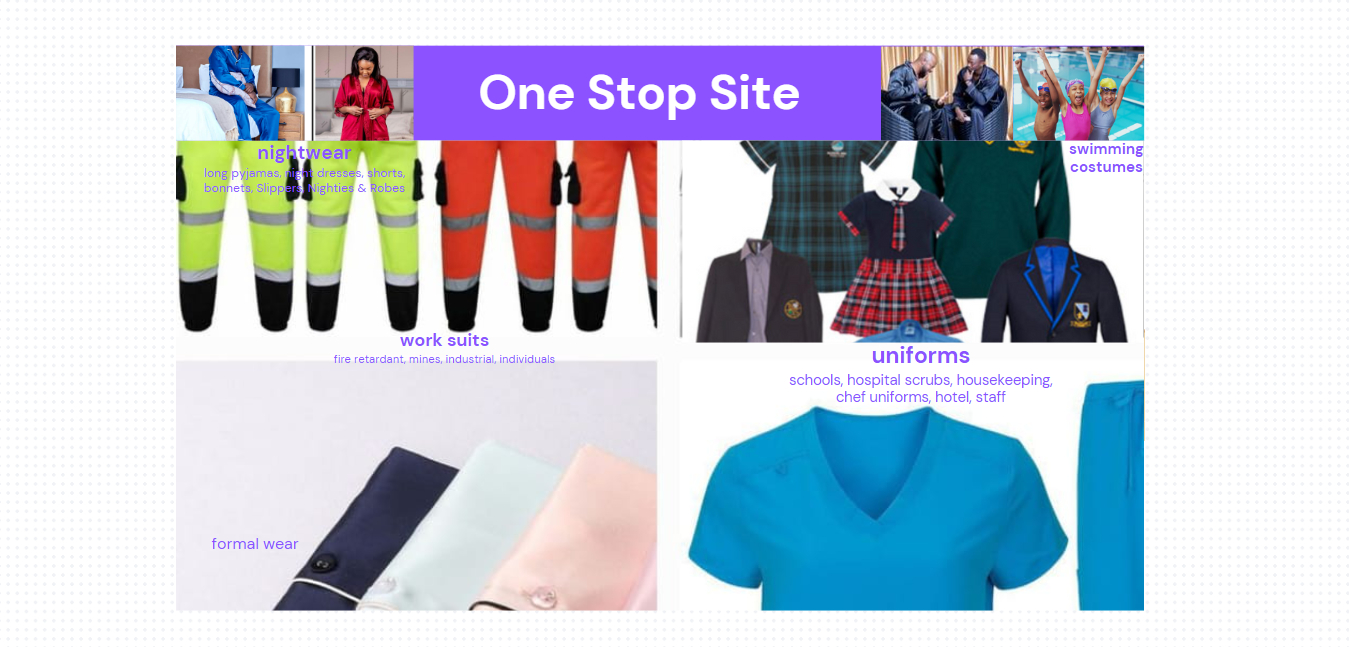 One Stop Site
nightwear
long pyjamas, night dresses, shorts,
bonnets, Slippers, Nighties & Robes
swimming
costumes
work suits
fire retardant, mines, industrial, individuals
uniforms
schools, hospital scrubs, housekeeping,
chef uniforms, hotel, staff
formal wear